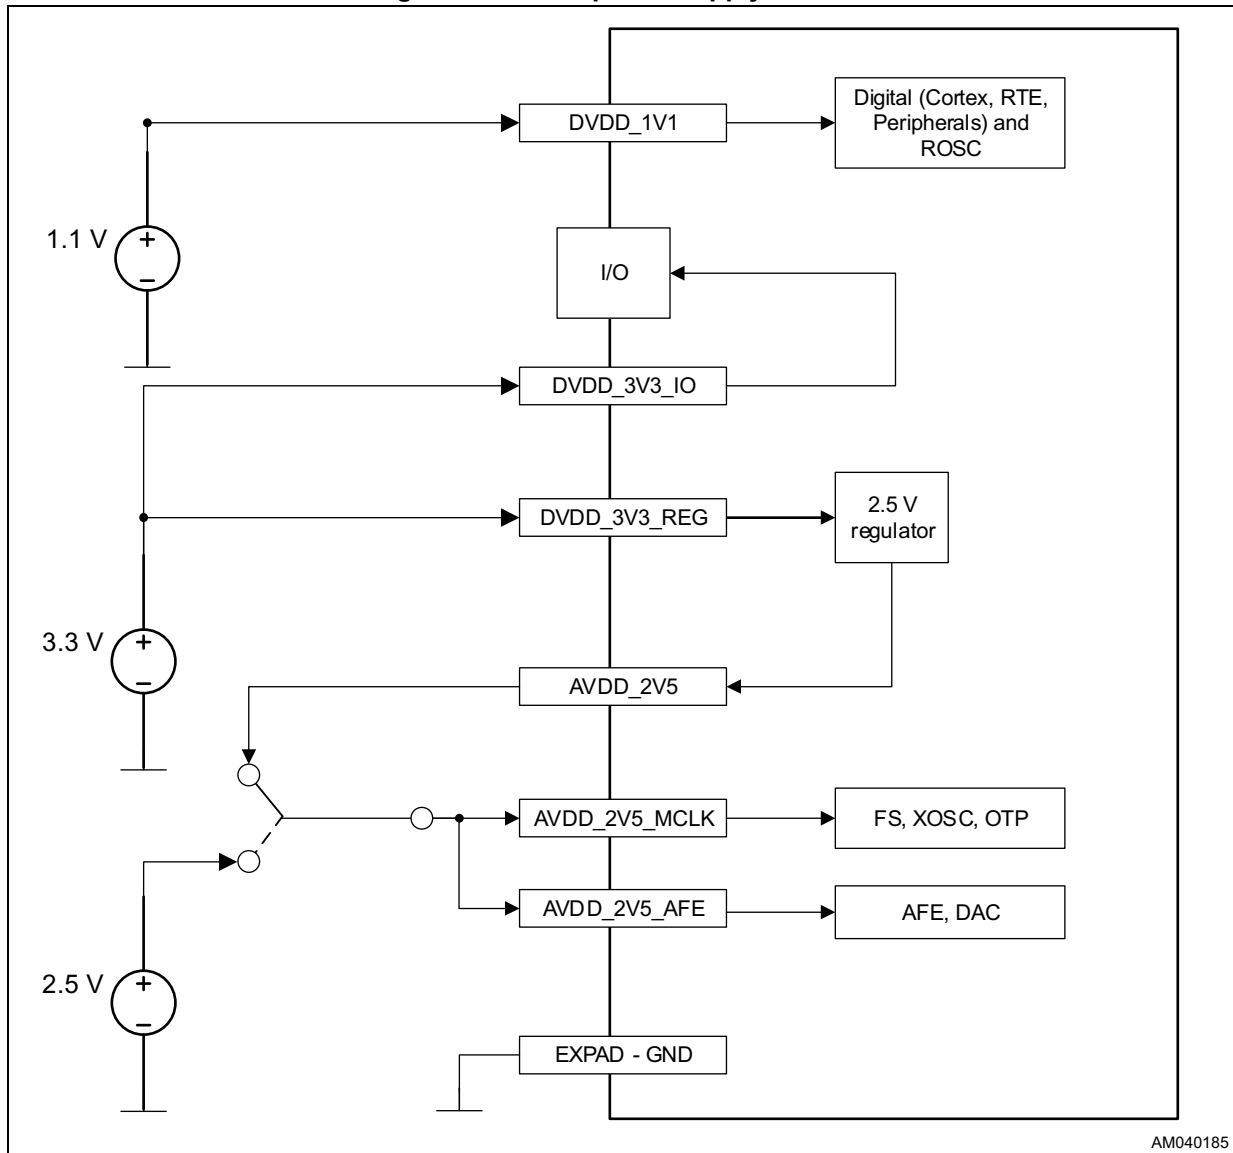 Digital (Cortex, RTE,
Peripherals) and
ROSC
DVDD_1V1
1.1 V
+
–
I/O
DVDD_3V3_IO
DVDD_3V3_REG
2.5 V
regulator
3.3 V
+
–
AVDD_2V5
AVDD_2V5_MCLK
FS, XOSC, OTP
AVDD_2V5_AFE
AFE, DAC
2.5 V
+
–
EXPAD - GND
AM040185